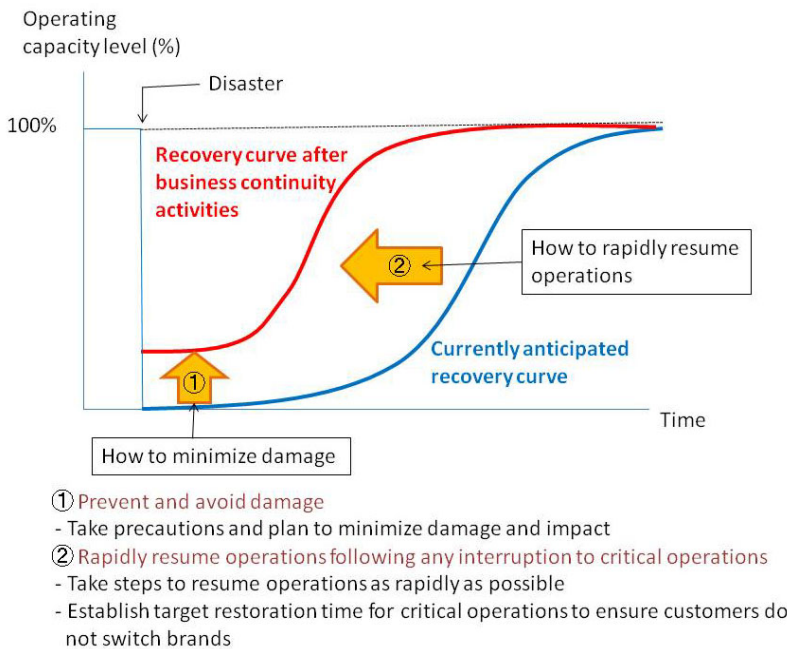 Operating
capacity level (%)
Disaster
100%
Recovery curve after
business continuity
activities
②
How to rapidly resume
operations
Currently anticipated
recovery curve
①
Time
How to minimize damage
① Prevent and avoid damage
- Take precautions and plan to minimize damage and impact
② Rapidly resume operations following any interruption to critical operations
- Take steps to resume operations as rapidly as possible
- Establish target restoration time for critical operations to ensure customers do
not switch brands